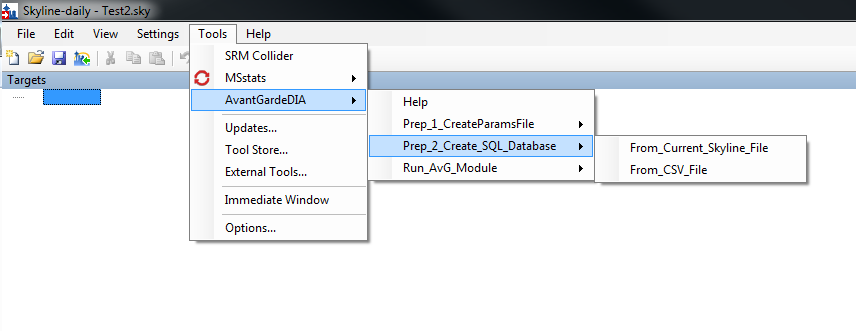 Skyline-daily - Test2.sky
File Edit View Settings Tools Help
SRM Collider
Targets
MSstats
AvantGardeDIA
Help
Prep_1_CreateParamsFile
Updates...
Tool Store...
Prep_2_Create_SQL_Database
From_Current_Skyline_File
External Tools...
Run_AvG_Module
From_CSV_File
Immediate Window
Options...